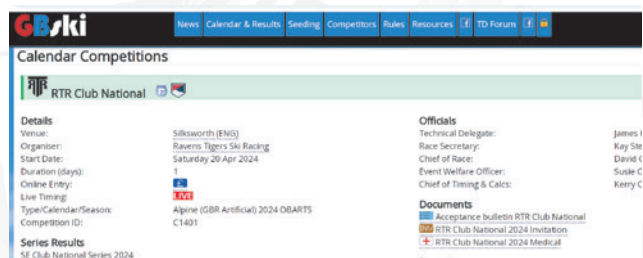 GBski
News Calendar & Results Seeding Competitors Rules Resources TD Forum
Calendar Competitions
RTR RTR Club National
Details
Venue: Silksworth (ENG)
Organiser: Ravens Tigers Ski Racing
Start Date: Saturday 20 Apr 2024
Duration (days): 1
Online Entry: E
Live Timing: LIVE
Type/Calendar/Season: Alpine (GBR Artificial) 2024 OBARTS
Competition ID: C1401
Series Results
SE Club National Series 2024
Officials
Technical Delegate: James
Race Secretary: Kay Ste
Chief of Race: David
Event Welfare Officer: Susie
Chief of Timing & Calcs: Kerry
Documents
Acceptance bulletin RTR Club National
RTR Club National 2024 Invitation
RTR Club National 2024 Medical